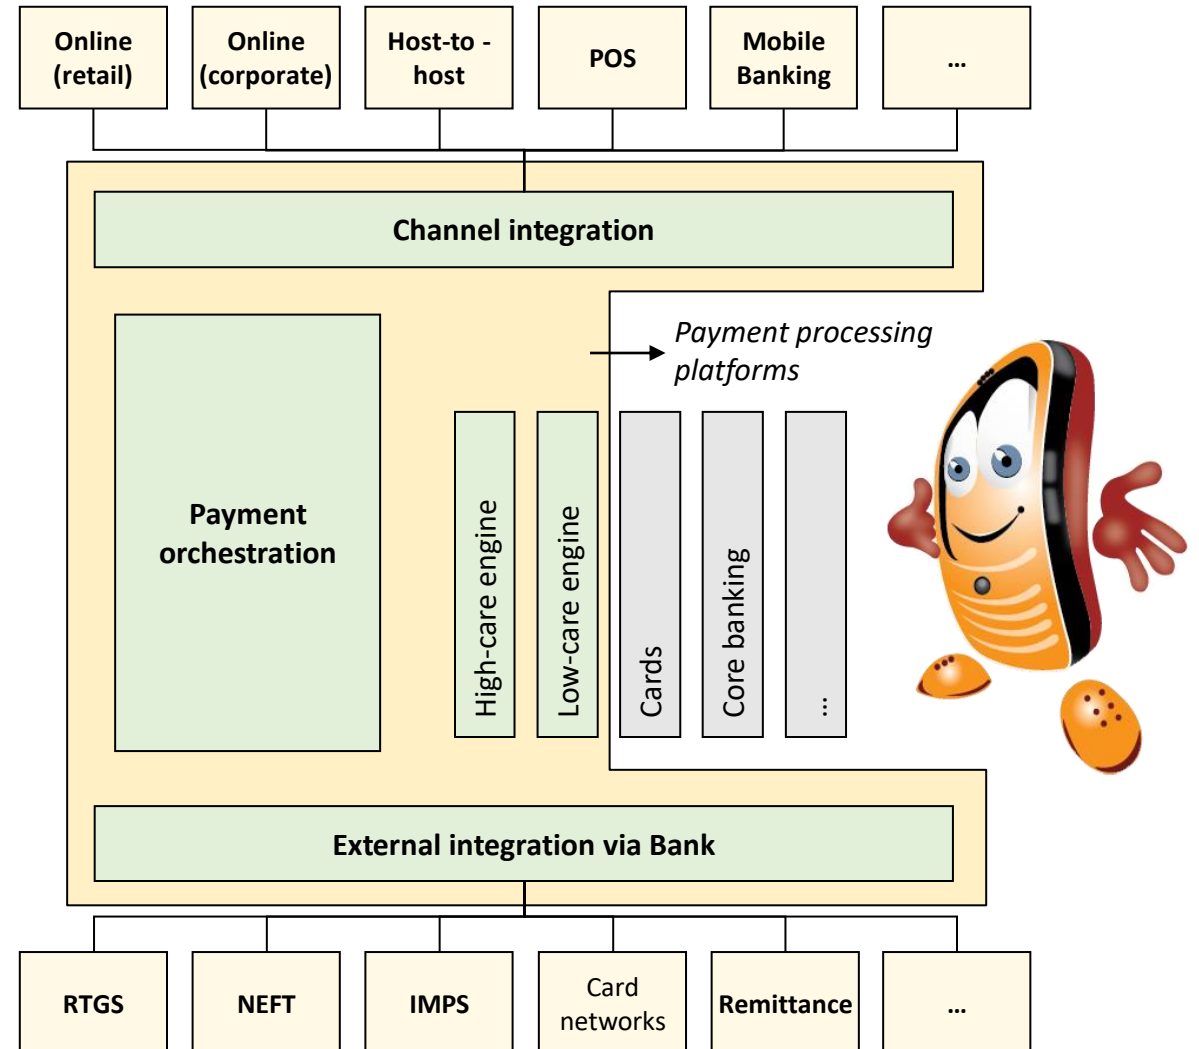 Online
(retail)
Online
(corporate)
Host-to -
host
POS
Mobile
Banking
...
Channel integration
Payment processing
platforms
Payment
orchestration
High-care engine
Low-care engine
Cards
Core banking
...
External integration via Bank
RTGS
NEFT
IMPS
Card
networks
Remittance
...